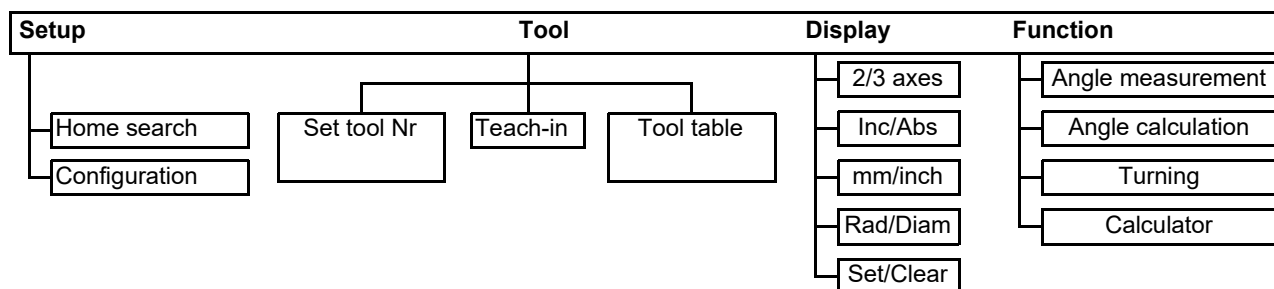 Setup Tool Display Function
2/3 axes Angle measurement
Home search Set tool Nr Teach-in Tool table Inc/Abs Angle calculation
Configuration mm/inch Turning
Rad/Diam Calculator
Set/Clear